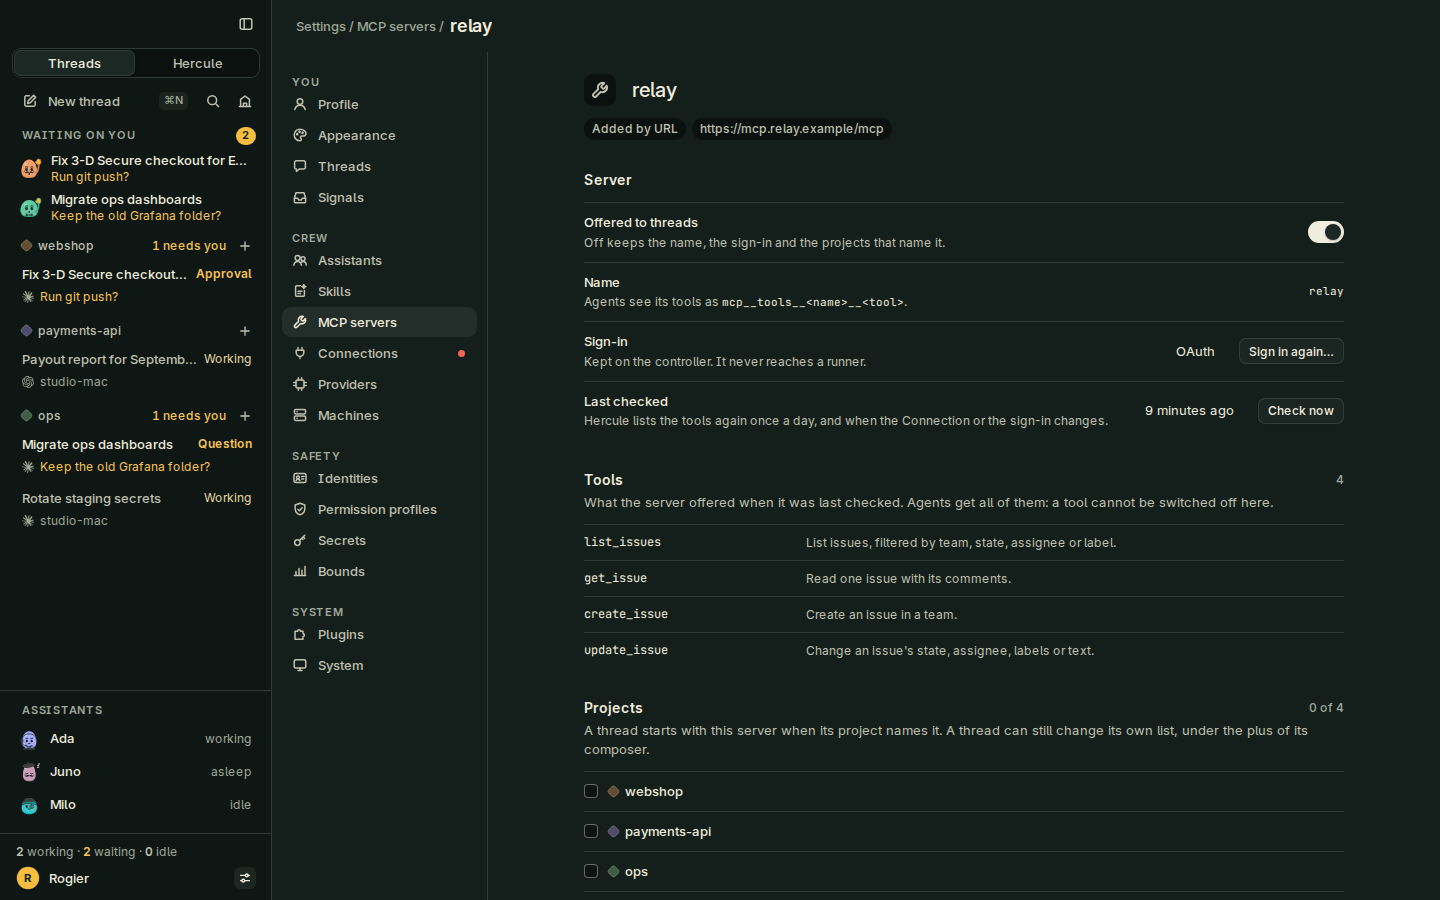 Threads
Hercule
New thread
⌘N
WAITING ON YOU
2
Fix 3-D Secure checkout for E...
Run git push?
Migrate ops dashboards
Keep the old Grafana folder?
webshop
1 needs you
Fix 3-D Secure checkout...
Approval
Run git push?
payments-api
Payout report for Septemb...
Working
studio-mac
ops
1 needs you
Migrate ops dashboards
Question
Keep the old Grafana folder?
Rotate staging secrets
Working
studio-mac
ASSISTANTS
Ada
working
Juno
asleep
Milo
idle
2 working · 2 waiting · 0 idle
R
Rogier
Settings / MCP servers / relay
YOU
Profile
Appearance
Threads
Signals
CREW
Assistants
Skills
MCP servers
Connections
Providers
Machines
SAFETY
Identities
Permission profiles
Secrets
Bounds
SYSTEM
Plugins
System
relay
Added by URL
https://mcp.relay.example/mcp
Server
Offered to threads
Off keeps the name, the sign-in and the projects that name it.
Name
Agents see its tools as mcp__tools__<name>__<tool>.
relay
Sign-in
Kept on the controller. It never reaches a runner.
OAuth
Sign in again...
Last checked
Hercule lists the tools again once a day, and when the Connection or the sign-in changes.
9 minutes ago
Check now
Tools
4
What the server offered when it was last checked. Agents get all of them: a tool cannot be switched off here.
list_issues
List issues, filtered by team, state, assignee or label.
get_issue
Read one issue with its comments.
create_issue
Create an issue in a team.
update_issue
Change an issue's state, assignee, labels or text.
Projects
0 of 4
A thread starts with this server when its project names it. A thread can still change its own list, under the plus of its
composer.
webshop
payments-api
ops